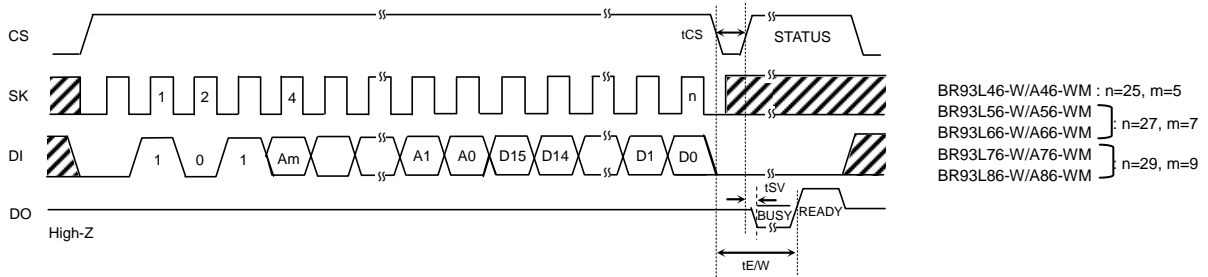 CS
tCS
STATUS
SK
1 2 4 n
DI
1 0 1 Am A1 A0 D15 D14 D1 D0
tSV
DO
BUSY READY
High-Z
tE/W
BR93L46-W/A46-WM : n=25, m=5
BR93L56-W/A56-WM
BR93L66-W/A66-WM
: n=27, m=7
BR93L76-W/A76-WM
BR93L86-W/A86-WM
: n=29, m=9